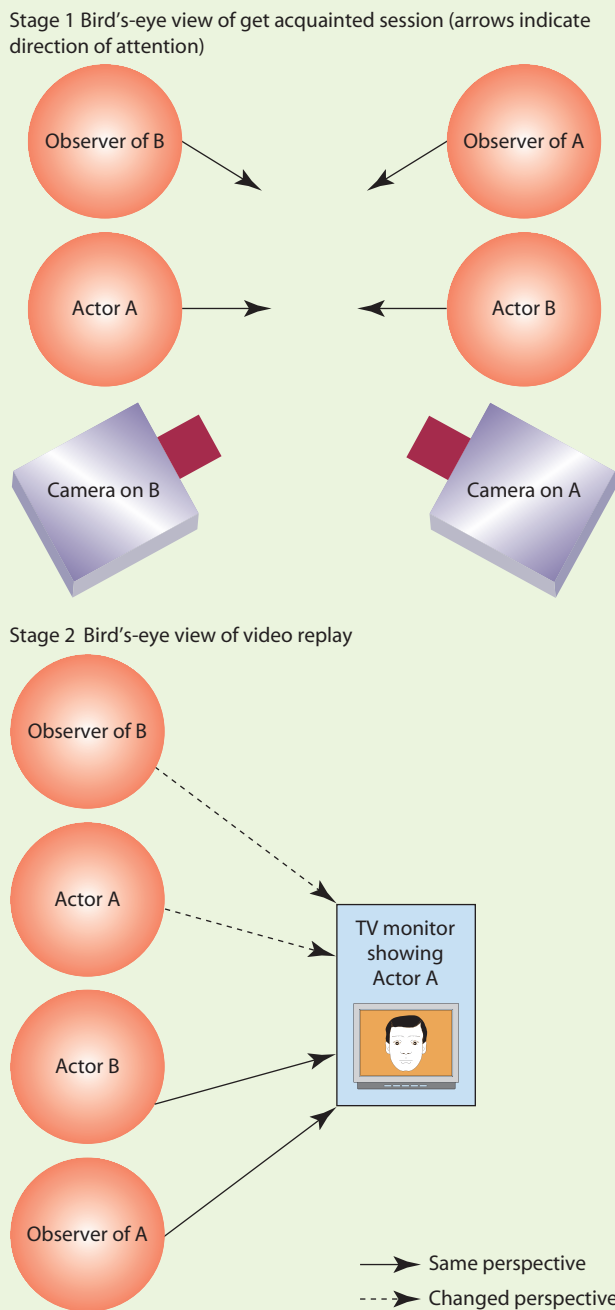 Stage 1 Bird's-eye view of get acquainted session (arrows indicate
direction of attention)
Observer of B
Observer of A
Actor A
Actor B
Camera on B
Camera on A
Stage 2 Bird's-eye view of video replay
Observer of B
Actor A
TV monitor
showing
Actor A
Actor B
Observer of A
Same perspective
Changed perspective